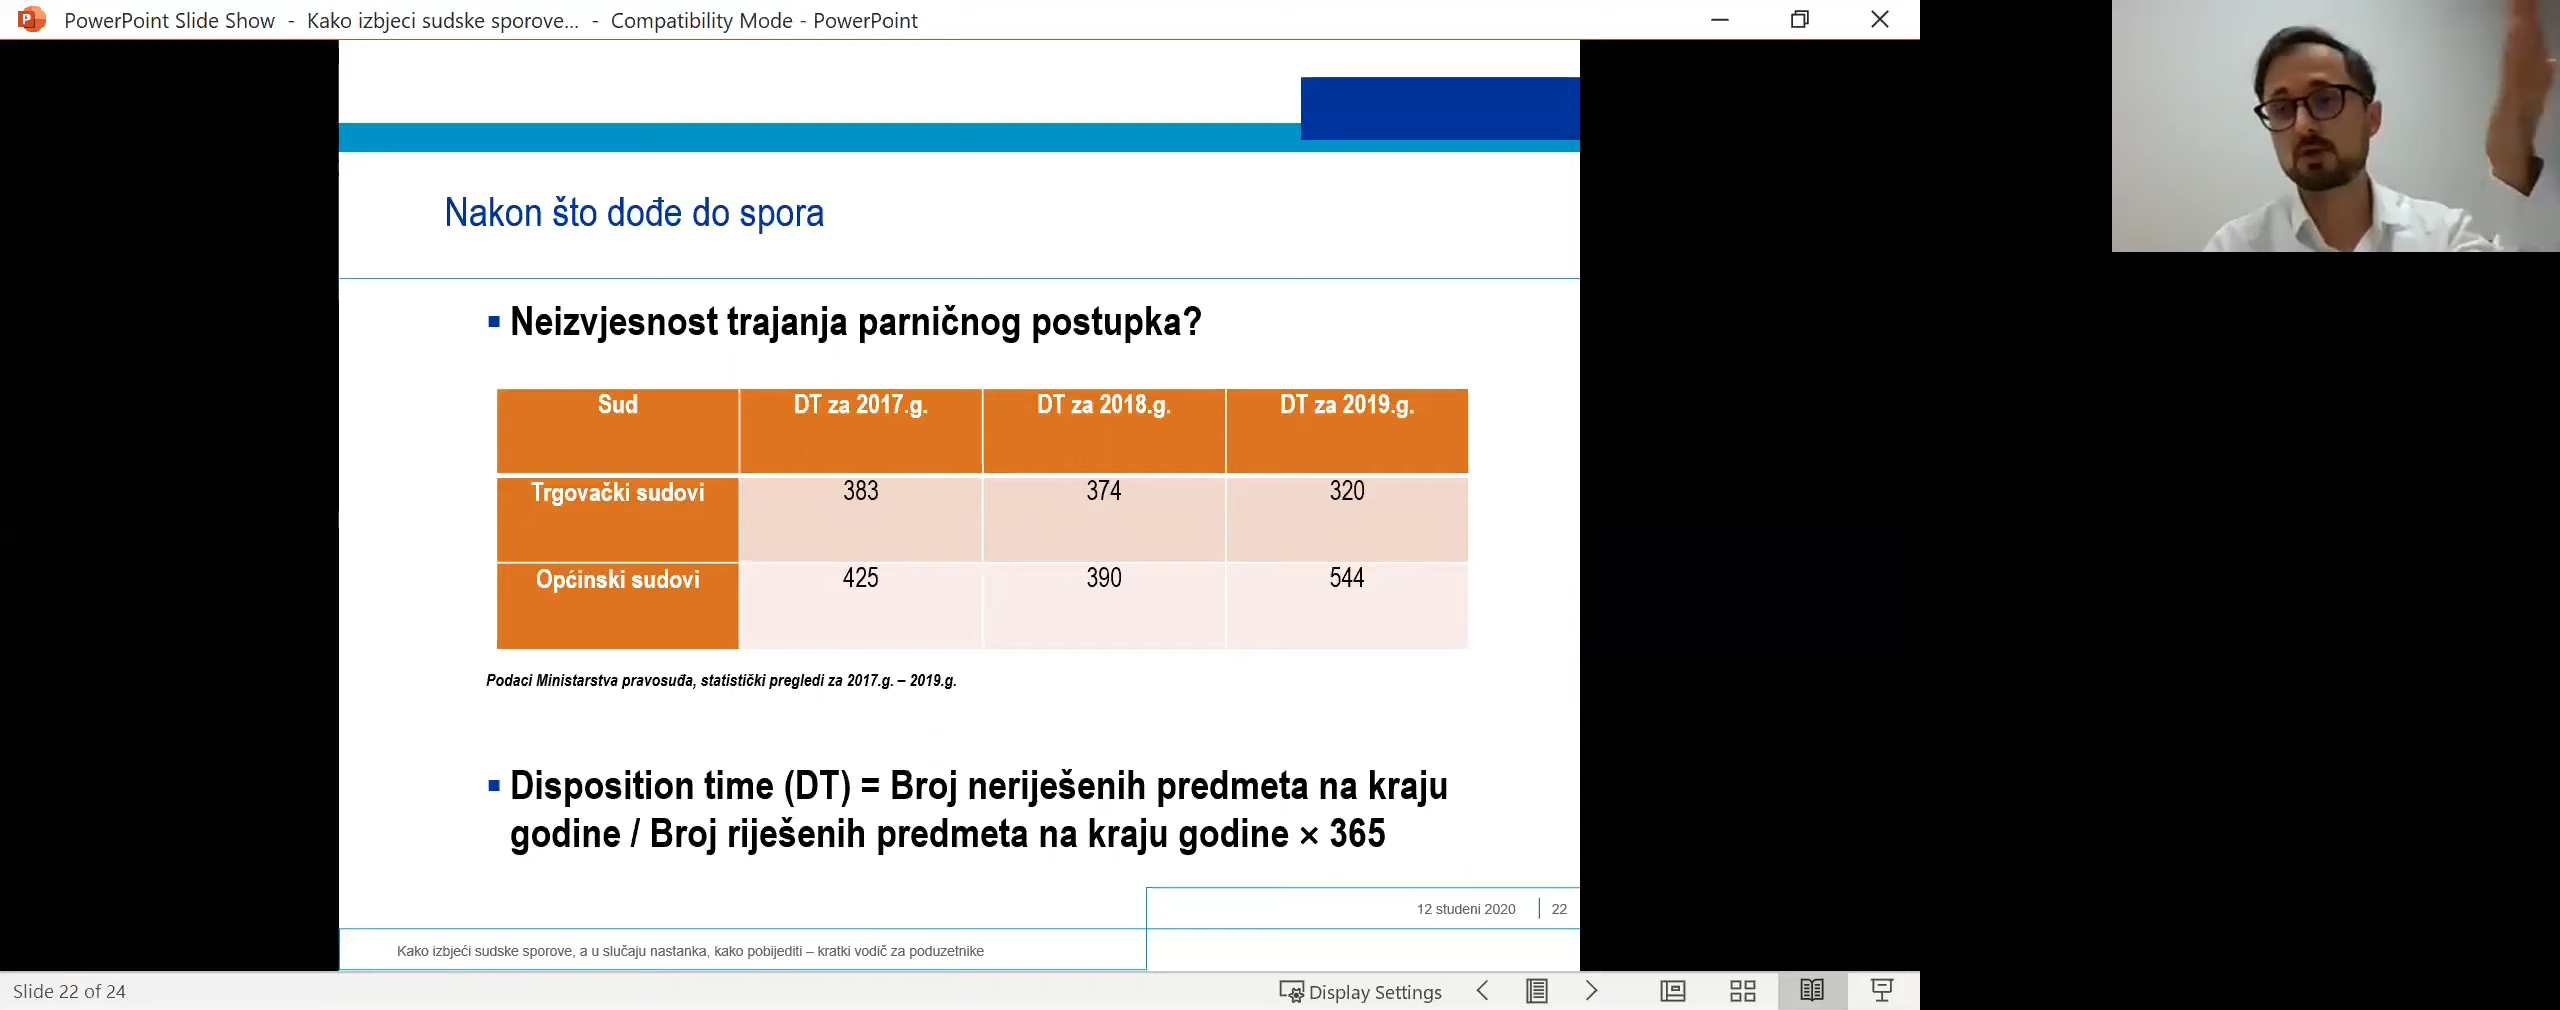 PowerPoint Slide Show - Kako izbjeci sudske sporove... - Compatibility Mode - PowerPoint
Nakon što dođe do spora
Neizvjesnost trajanja parničnog postupka?
Sud DT za 2017.g. DT za 2018.g. DT za 2019.g.
Trgovački sudovi 383 374 320
Općinski sudovi 425 390 544
Podaci Ministarstva pravosuđa, statistički pregledi za 2017.g. – 2019.g.
Disposition time (DT) = Broj neriješenih predmeta na kraju
godine / Broj riješenih predmeta na kraju godine × 365
12 studeni 2020 22
Kako izbjeći sudske sporove, a u slučaju nastanka, kako pobijediti – kratki vodič za poduzetnike
Slide 22 of 24 Display Settings